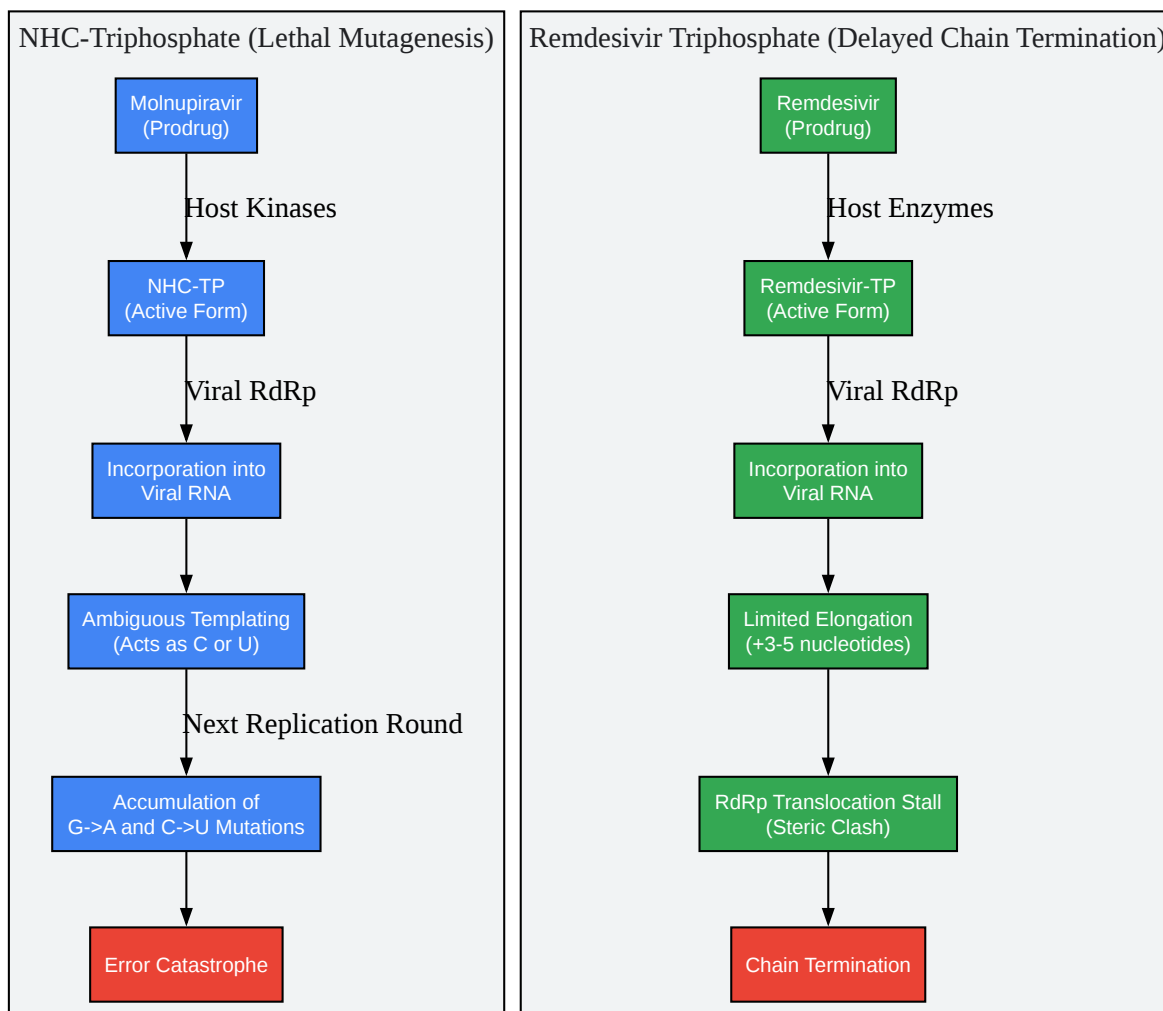 NHC-Triphosphate (Lethal Mutagenesis)
Molnupiravir
(Prodrug)
Host Kinases
NHC-TP
(Active Form)
Viral RdRp
Incorporation into
Viral RNA
Ambiguous Templating
(Acts as C or U)
Next Replication Round
Accumulation of
G->A and C->U Mutations
Error Catastrophe
Remdesivir Triphosphate (Delayed Chain Termination)
Remdesivir
(Prodrug)
Host Enzymes
Remdesivir-TP
(Active Form)
Viral RdRp
Incorporation into
Viral RNA
Limited Elongation
(+3-5 nucleotides)
RdRp Translocation Stall
(Steric Clash)
Chain Termination